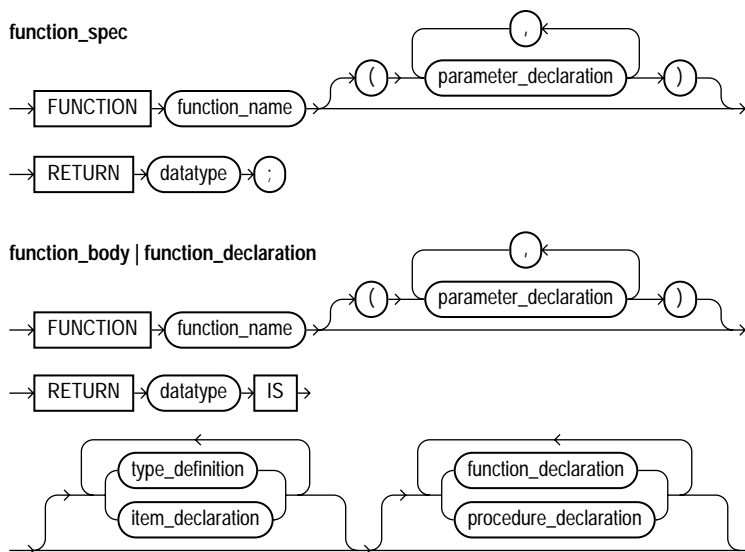 function_spec
,
( parameter_declaration )
FUNCTION function_name
RETURN datatype ;
function_body | function_declaration
,
( parameter_declaration )
FUNCTION function_name
RETURN datatype IS
type_definition function_declaration
item_declaration procedure_declaration